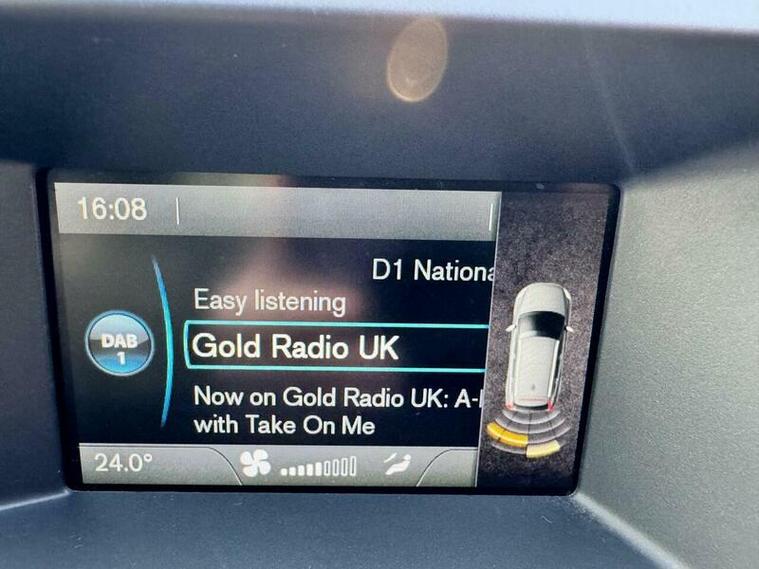 16:08
D1 Nationa
Easy listening
DAB
1
Gold Radio UK
Now on Gold Radio UK: A-
with Take On Me
24.0°